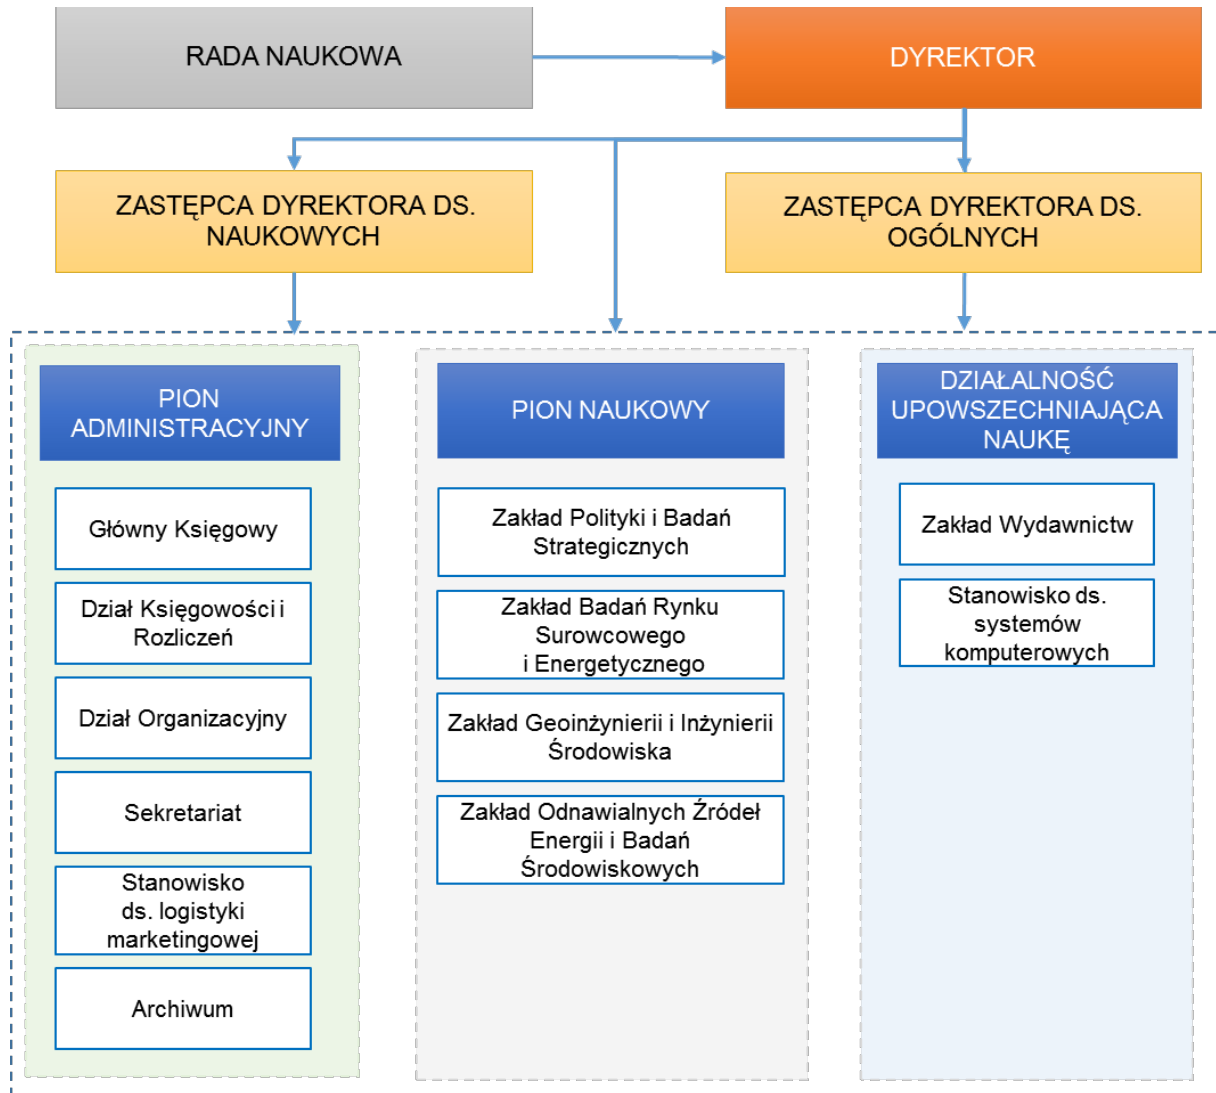 RADA NAUKOWA
DYREKTOR
ZASTĘPCA DYREKTORA DS.
NAUKOWYCH
ZASTĘPCA DYREKTORA DS.
OGÓLNYCH
PION
ADMINISTRACYJNY
Główny Księgowy
Dział Księgowości i
Rozliczeń
Dział Organizacyjny
Sekretariat
Stanowisko
ds. logistyki
marketingowej
Archiwum
PION NAUKOWY
Zakład Polityki i Badań
Strategicznych
Zakład Badań Rynku
Surowcowego
i Energetycznego
Zakład Geoinżynierii i Inżynierii
Środowiska
Zakład Odnawialnych Źródeł
Energii i Badań
Środowiskowych
DZIAŁALNOŚĆ
UPOWSZECHNIAJĄCA
NAUKĘ
Zakład Wydawnictw
Stanowisko ds.
systemów
komputerowych